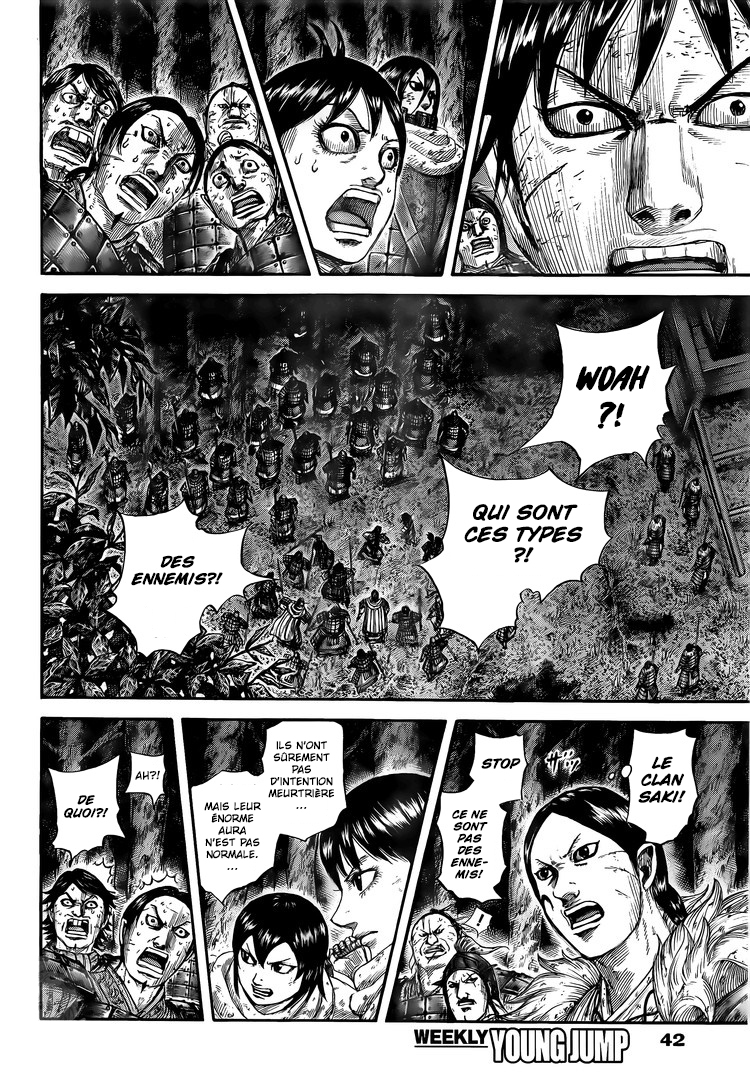 WOAH
?!
QUI SONT
CES TYPES
?!
DES
ENNEMIS?!
LE
CLAN
SAKI!
ザッ
STOP
CE NE
SONT
PAS
DES
ENNE-
MIS!
!
ILS N'ONT
SÛREMENT
PAS
D'INTENTION
MEURTRIÈRE
...
MAIS LEUR
ÉNORME
AURA
N'EST PAS
NORMALE.
...
AH?!
DE
QUOI?!
WEEKLY YOUNG JUMP 42